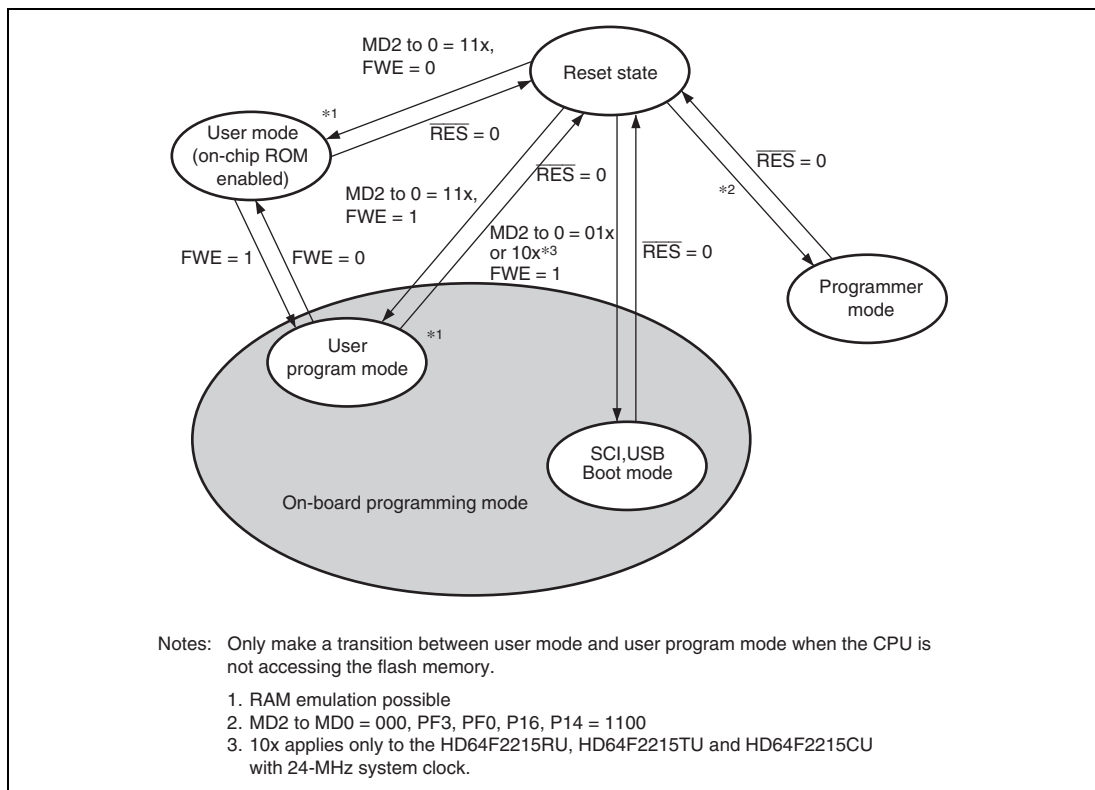 MD2 to 0 = 11x,
FWE = 0
Reset state
*1
RES = 0
User mode
(on-chip ROM
enabled)
RES = 0
RES = 0
*2
MD2 to 0 = 11x,
FWE = 1
MD2 to 0 = 01x
or 10x*3
FWE = 1
RES = 0
FWE = 1
FWE = 0
Programmer
mode
User
program mode
*1
SCI,USB
Boot mode
On-board programming mode
Notes: Only make a transition between user mode and user program mode when the CPU is
not accessing the flash memory.
1. RAM emulation possible
2. MD2 to MD0 = 000, PF3, PF0, P16, P14 = 1100
3. 10x applies only to the HD64F2215RU, HD64F2215TU and HD64F2215CU
with 24-MHz system clock.